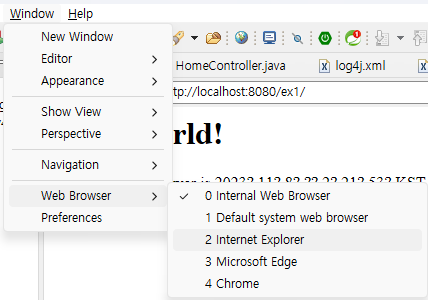 Window Help
New Window
Editor
Appearance
Show View
Perspective
Navigation
Web Browser
Preferences
HomeController.java
log4j.xml
tp://localhost:8080/ex1/
rld!
0 Internal Web Browser
1 Default system web browser
2 Internet Explorer
3 Microsoft Edge
4 Chrome